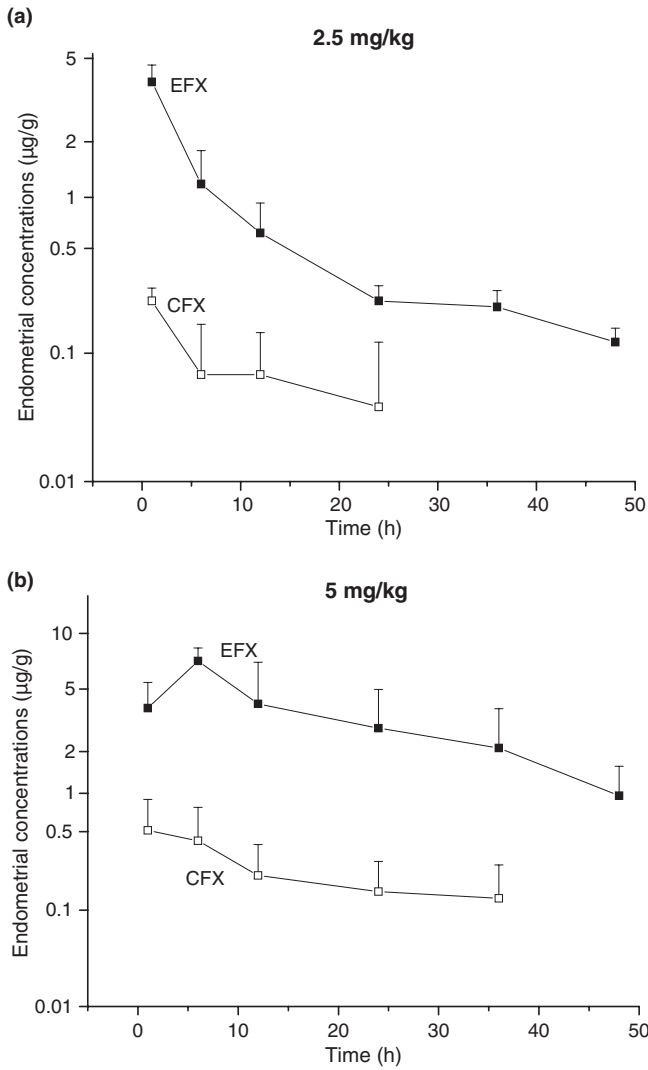 (a)
2.5 mg/kg
Endometrial concentrations (µg/g)
5
2
1
0.5
0.1
0.01
EFX
CFX
0 10 20 30 40 50
Time (h)
(b)
5 mg/kg
Endometrial concentrations (µg/g)
10
5
2
1
0.5
0.1
0.01
EFX
CFX
0 10 20 30 40 50
Time (h)